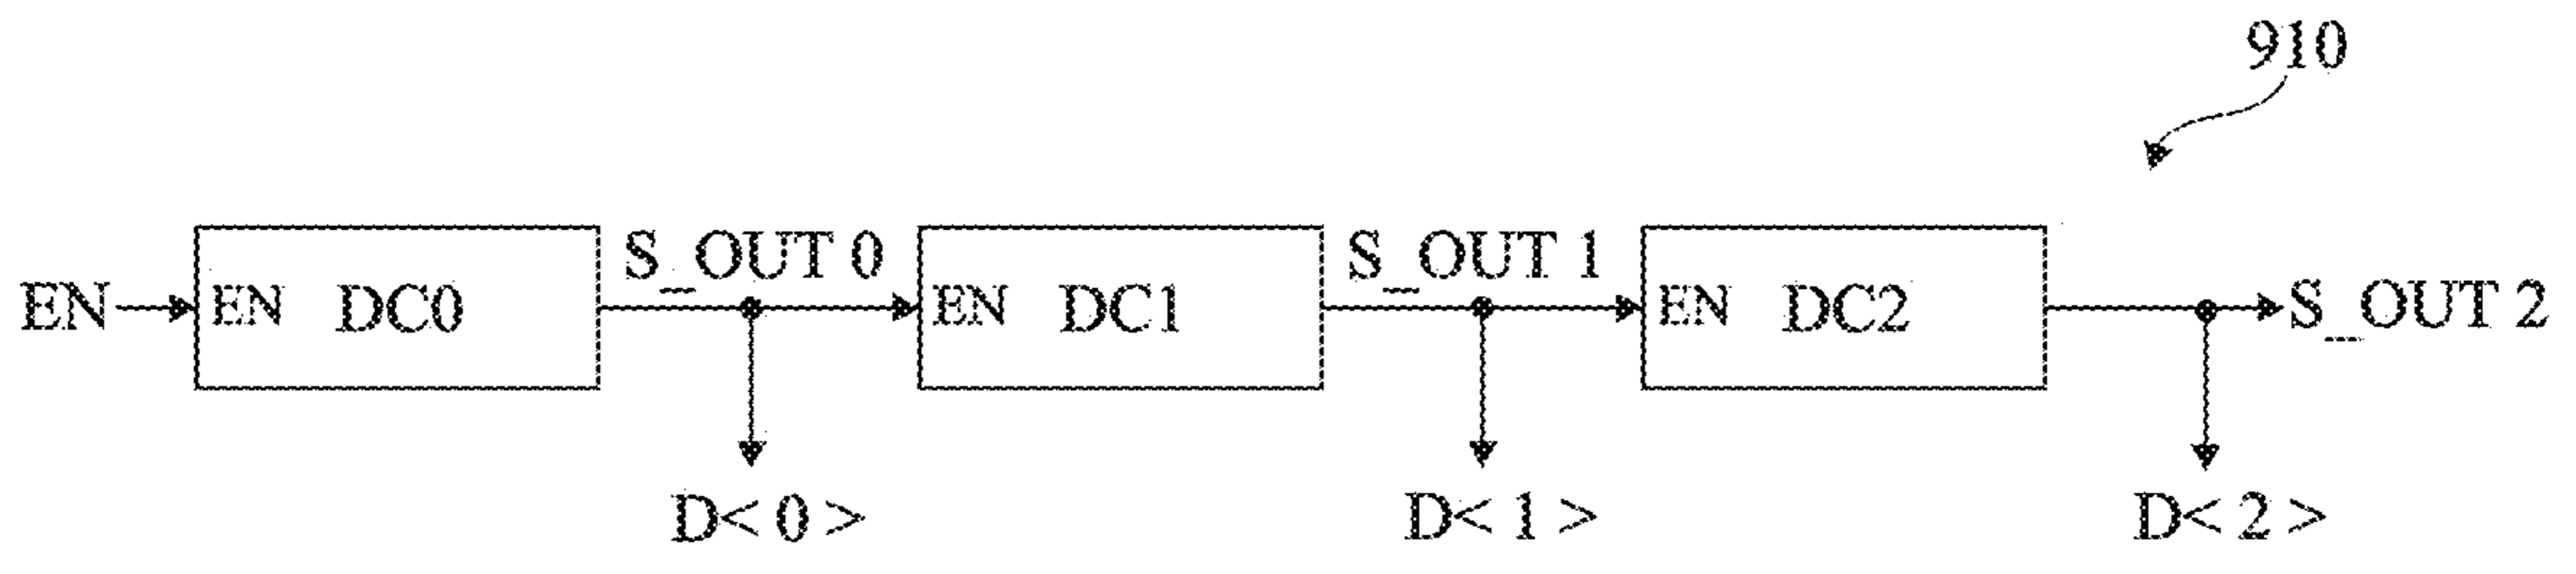 910
S_OUT 0
S_OUT 1
EN
EN DC0
EN DC1
EN DC2
S_OUT 2
D< 0 >
D< 1 >
D< 2 >